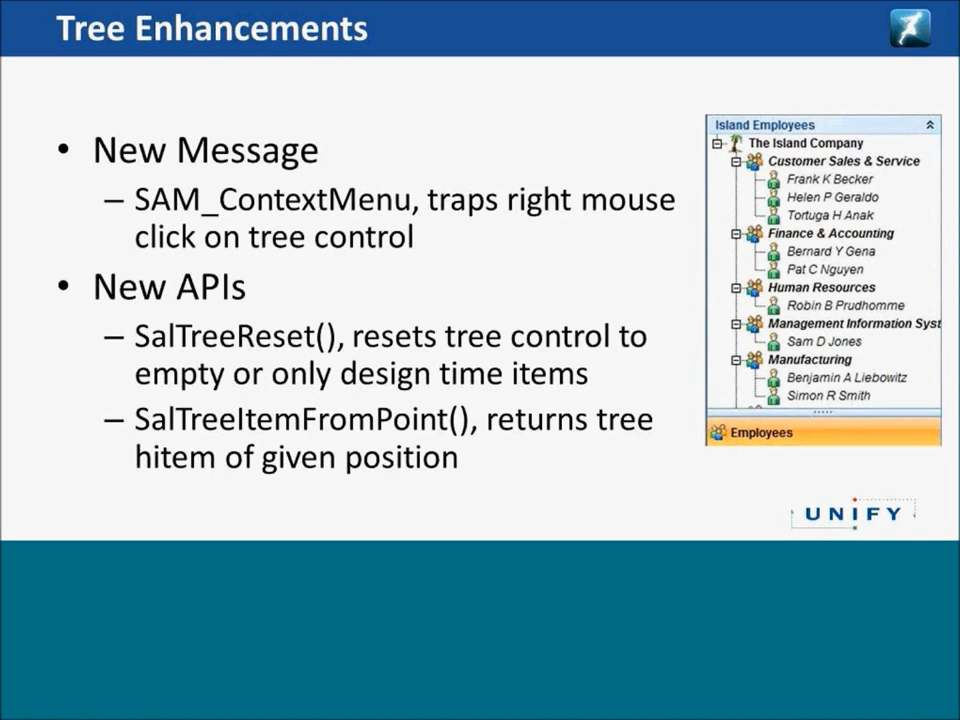 Tree Enhancements
• New Message
– SAM_ContextMenu, traps right mouse
click on tree control
• New APIs
– SalTreeReset(), resets tree control to
empty or only design time items
– SalTreeItemFromPoint(), returns tree
hitem of given position
Island Employees
The Island Company
Customer Sales & Service
Frank K Becker
Helen P Geraldo
Tortuga H Anak
Finance & Accounting
Bernard Y Gena
Pat C Nguyen
Human Resources
Robin B Prudhomme
Management Information Syst
Sam D Jones
Manufacturing
Benjamin A Liebowitz
Simon R Smith
Employees
UNIFY